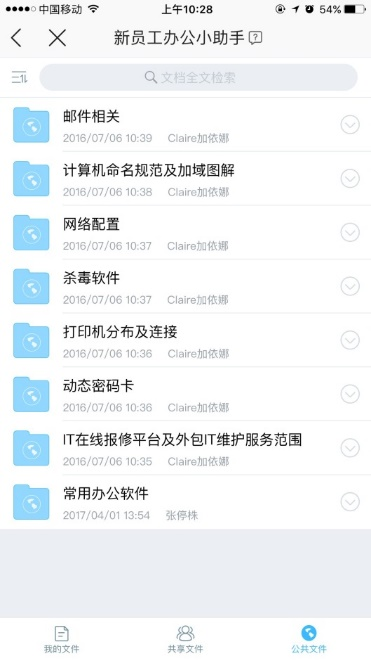 中国移动 上午10:28 54%
新员工办公小助手
文档全文检索
邮件相关
2016/07/06 10:39 Claire加依娜
计算机命名规范及加域图解
2016/07/06 10:38 Claire加依娜
网络配置
2016/07/06 10:37 Claire加依娜
杀毒软件
2016/07/06 10:37 Claire加依娜
打印机分布及连接
2016/07/06 10:36 Claire加依娜
动态密码卡
2016/07/06 10:36 Claire加依娜
IT在线报修平台及外包IT维护服务范围
2016/07/06 10:35 Claire加依娜
常用办公软件
2017/04/01 13:54 张停株
我的文件 共享文件 公共文件